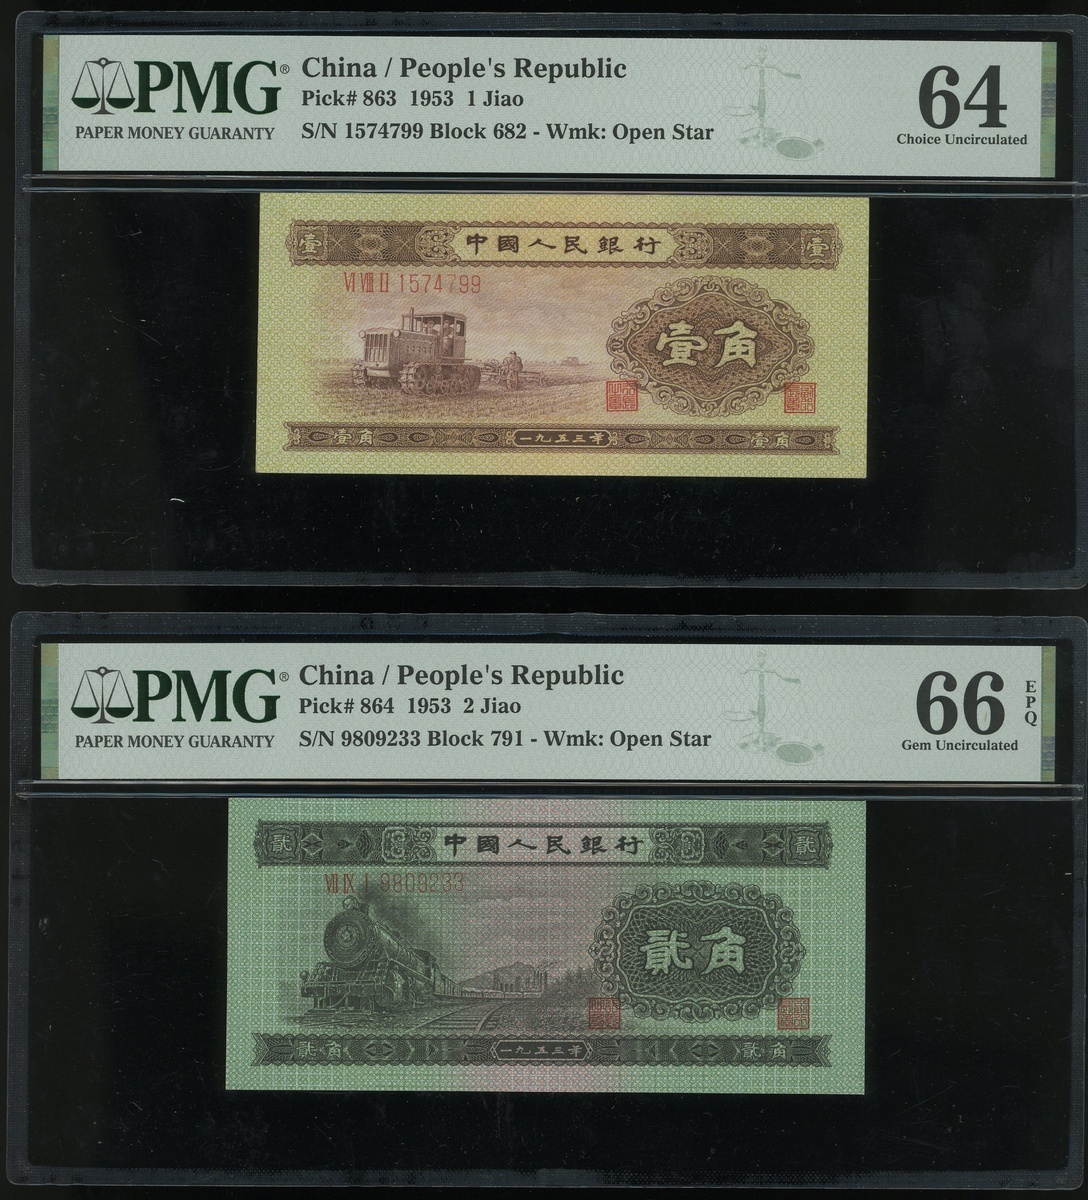 PMG®
PAPER MONEY GUARANTY
China / People's Republic
Pick# 863 1953 1 Jiao
S/N 1574799 Block 682 - Wmk: Open Star
64
Choice Uncirculated
壹 中國人民銀行 壹
VI VIII II 1574799
壹角
壹角 一九五三年 壹角
PMG®
PAPER MONEY GUARANTY
China / People's Republic
Pick# 864 1953 2 Jiao
S/N 9809233 Block 791 - Wmk: Open Star
66 EPQ
Gem Uncirculated
貳 中國人民銀行 貳
VII IX I 9809233
貳角
貳角 一九五三年 貳角